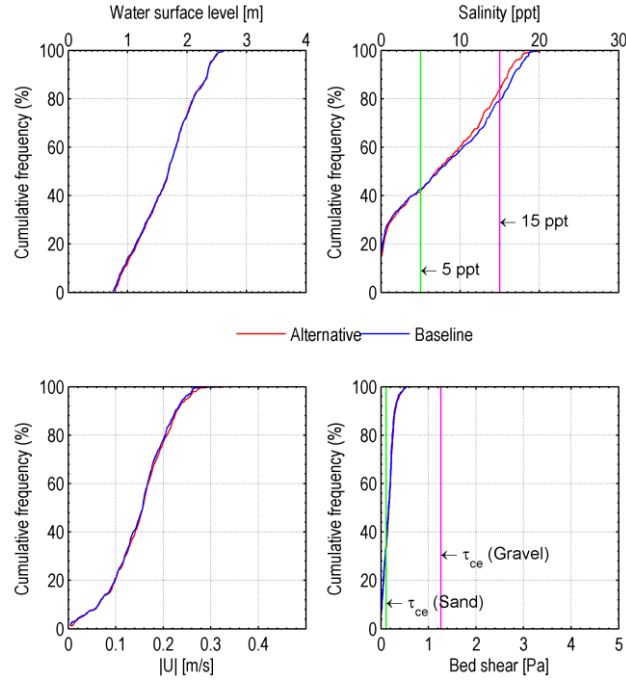 Water surface level [m]
0 1 2 3 4
Cumulative frequency (%)
100
80
60
40
20
0
Salinity [ppt]
0 5 10 15 20 25 30
Cumulative frequency (%)
100
80
60
40
20
0
← 15 ppt
← 5 ppt
Alternative
Baseline
Cumulative frequency (%)
100
80
60
40
20
0
0 0.1 0.2 0.3 0.4
|U| [m/s]
Cumulative frequency (%)
100
80
60
40
20
0
← τce (Gravel)
← τce (Sand)
0 1 2 3 4 5
Bed shear [Pa]